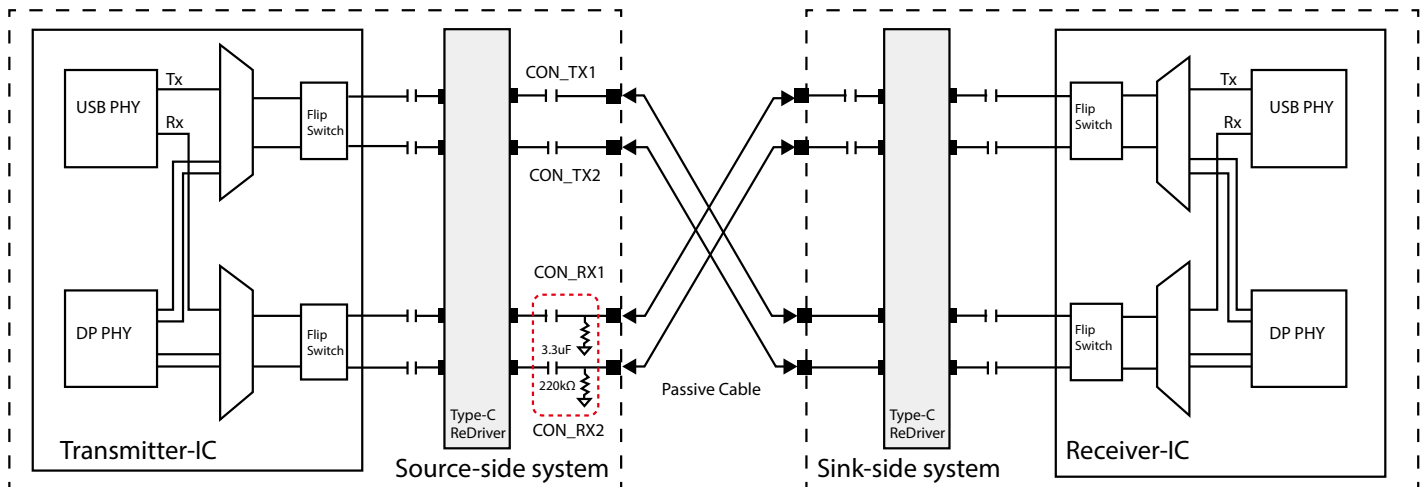 USB PHY
Tx
Rx
DP PHY
Flip
Switch
Flip
Switch
Transmitter-IC
Type-C
ReDriver
Source-side system
CON_TX1
CON_TX2
CON_RX1
3.3uF
220kΩ
CON_RX2
Passive Cable
Sink-side system
Type-C
ReDriver
Flip
Switch
Flip
Switch
Tx
Rx
USB PHY
DP PHY
Receiver-IC